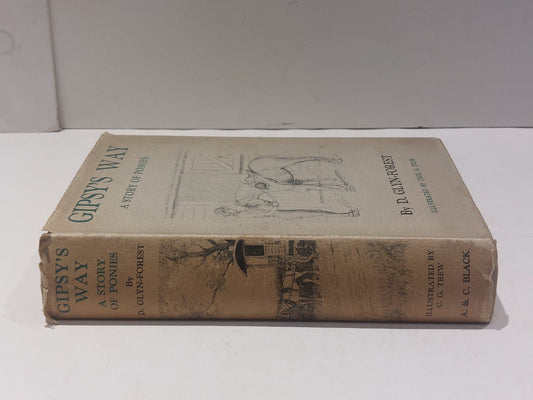 GIPSY'S WAY
A STORY OF PONIES
By D. GLYN-FOREST
ILLUSTRATED BY CECIL G. TREW
GIPSY'S
WAY
A STORY
OF PONIES
By
D. GLYN-FOREST
ILLUSTRATED BY
C. G. TREW
A. & C. BLACK